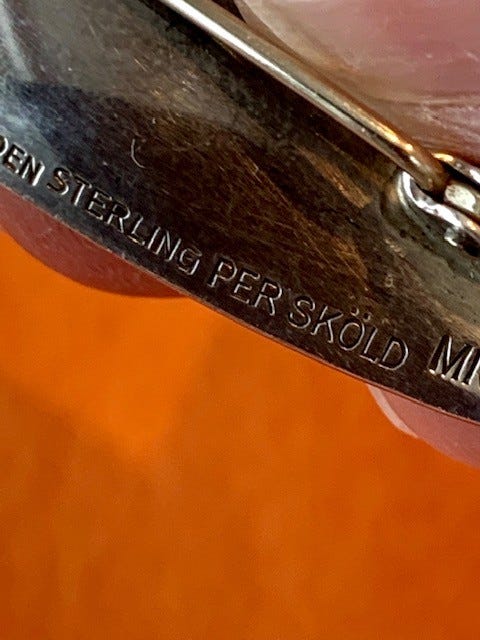 DEN STERLING PER SKÖLD